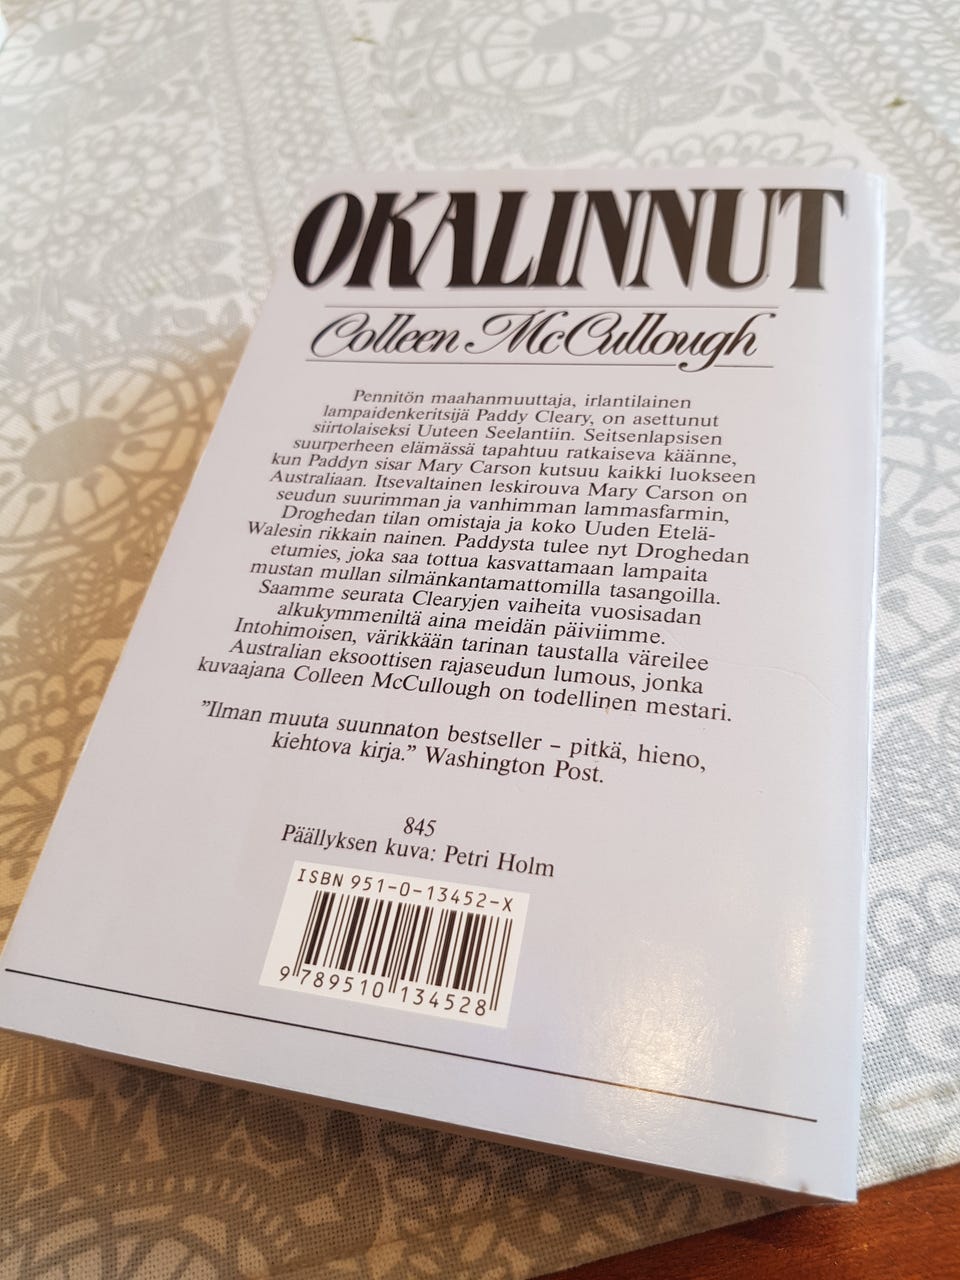 OKALINNUT
Colleen McCullough
Pennitön maahanmuuttaja, irlantilainen
lampaidenkeritsijä Paddy Cleary, on asettunut
siirtolaiseksi Uuteen Seelantiin. Seitsenlapsisen
suurperheen elämässä tapahtuu ratkaiseva käänne,
kun Paddyn sisar Mary Carson kutsuu kaikki luokseen
Australiaan. Itsevaltainen leskirouva Mary Carson on
seudun suurimman ja vanhimman lammasfarmin,
Droghedan tilan omistaja ja koko Uuden Etelä-
Walesin rikkain nainen. Paddysta tulee nyt Droghedan
etumies, joka saa tottua kasvattamaan lampaita
mustan mullan silmänkantamattomilla tasangoilla.
Saamme seurata Clearyjen vaiheita vuosisadan
alkukymmeniltä aina meidän päiviimme.
Intohimoisen, värikkään tarinan taustalla väreilee
Australian eksoottisen rajaseudun lumous, jonka
kuvaajana Colleen McCullough on todellinen mestari.
”Ilman muuta suunnaton bestseller – pitkä, hieno,
kiehtova kirja.” Washington Post.
845
Päällyksen kuva: Petri Holm
ISBN 951-0-13452-X
9 789510 134528